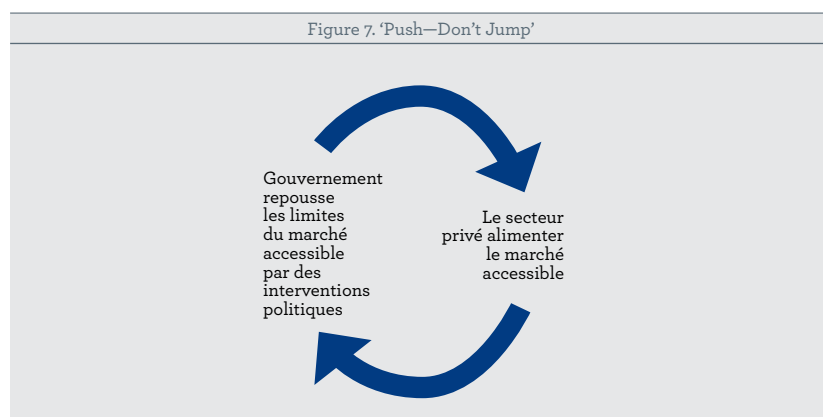 Figure 7. ‘Push—Don’t Jump’
Gouvernement
repousse
les limites
du marché
accessible
par des
interventions
politiques
Le secteur
privé alimenter
le marché
accessible